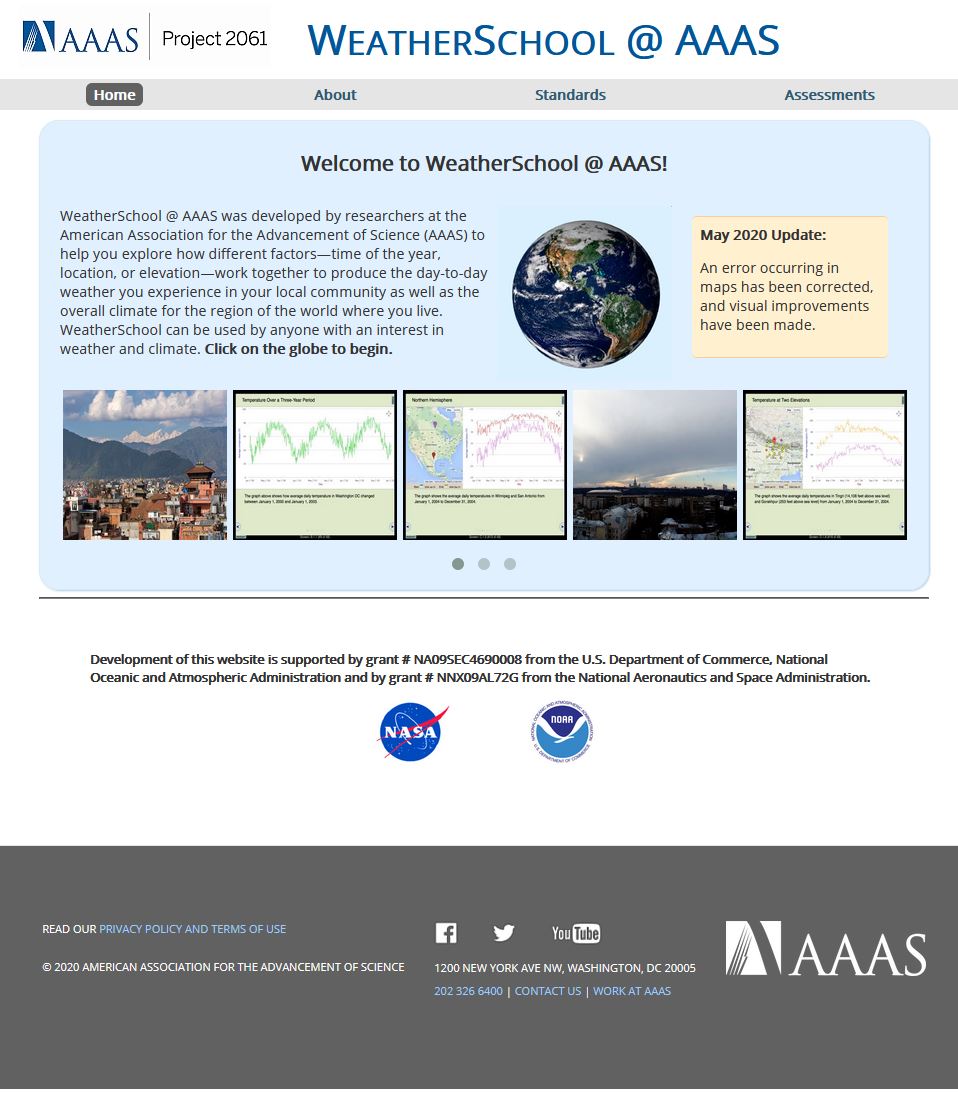 AAAS Project 2061
WEATHERSCHOOL @ AAAS
Home About Standards Assessments
Welcome to WeatherSchool @ AAAS!
WeatherSchool @ AAAS was developed by researchers at the
American Association for the Advancement of Science (AAAS) to
help you explore how different factors—time of the year,
location, or elevation—work together to produce the day-to-day
weather you experience in your local community as well as the
overall climate for the region of the world where you live.
WeatherSchool can be used by anyone with an interest in
weather and climate. Click on the globe to begin.
May 2020 Update:
An error occurring in
maps has been corrected,
and visual improvements
have been made.
Temperature Over a Three-Year Period
The graph above shows how average daily temperature in Washington DC changed
between January 1, 2000 and January 1, 2003.
Northern Hemisphere
The graph shows the average daily temperatures in Winnipeg and San Antonio from
January 1, 2004 to December 31, 2004.
Temperature at Two Elevations
The graph shows the average daily temperatures in Tingri (14,108 feet above sea level)
and Gorakhpur (253 feet above sea level) from January 1, 2004 to December 31, 2004.
Development of this website is supported by grant # NA09SEC4690008 from the U.S. Department of Commerce, National
Oceanic and Atmospheric Administration and by grant # NNX09AL72G from the National Aeronautics and Space Administration.
NASA
NATIONAL OCEANIC AND ATMOSPHERIC ADMINISTRATION
NOAA
U.S. DEPARTMENT OF COMMERCE
READ OUR PRIVACY POLICY AND TERMS OF USE
© 2020 AMERICAN ASSOCIATION FOR THE ADVANCEMENT OF SCIENCE
You Tube
1200 NEW YORK AVE NW, WASHINGTON, DC 20005
202 326 6400 | CONTACT US | WORK AT AAAS
AAAS